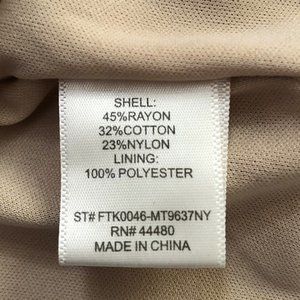 SHELL:
45%RAYON
32%COTTON
23%NYLON
LINING:
100% POLYESTER
ST# FTK0046-MT9637NY
RN# 44480
MADE IN CHINA